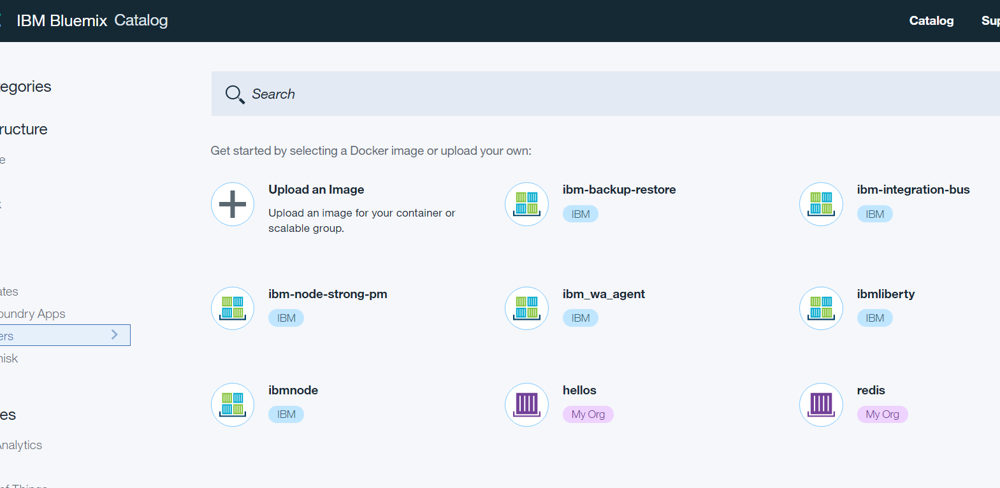 IBM Bluemix Catalog
Catalog
Sup
egories
ructure
e
Search
Get started by selecting a Docker image or upload your own:
Upload an Image
Upload an image for your container or
scalable group.
ibm-backup-restore
IBM
ibm-integration-bus
IBM
ates
oundry Apps
ers
isk
ibm-node-strong-pm
IBM
ibm_wa_agent
IBM
ibmliberty
IBM
ibmnode
IBM
hellos
My Org
redis
My Org
es
Analytics
of Things